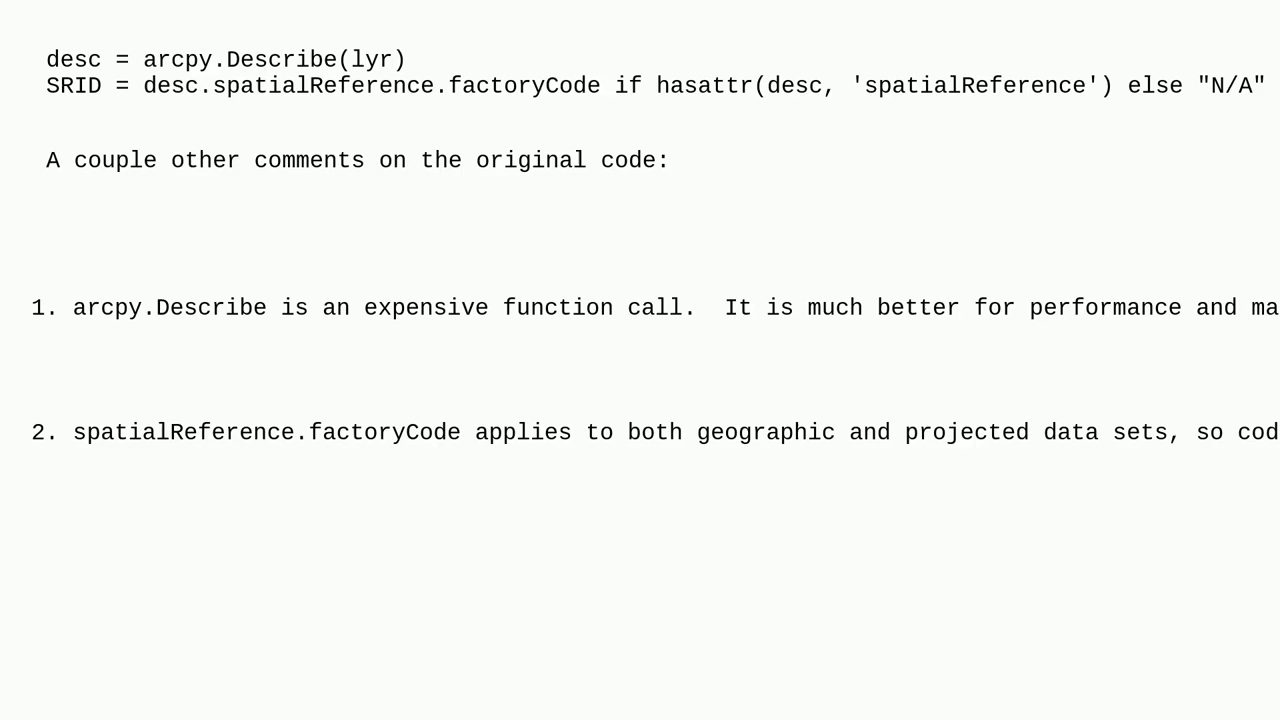 desc = arcpy.Describe(lyr)
SRID = desc.spatialReference.factoryCode if hasattr(desc, 'spatialReference') else "N/A"
A couple other comments on the original code:
1. arcpy.Describe is an expensive function call.  It is much better for performance and
2. spatialReference.factoryCode applies to both geographic and projected data sets, so